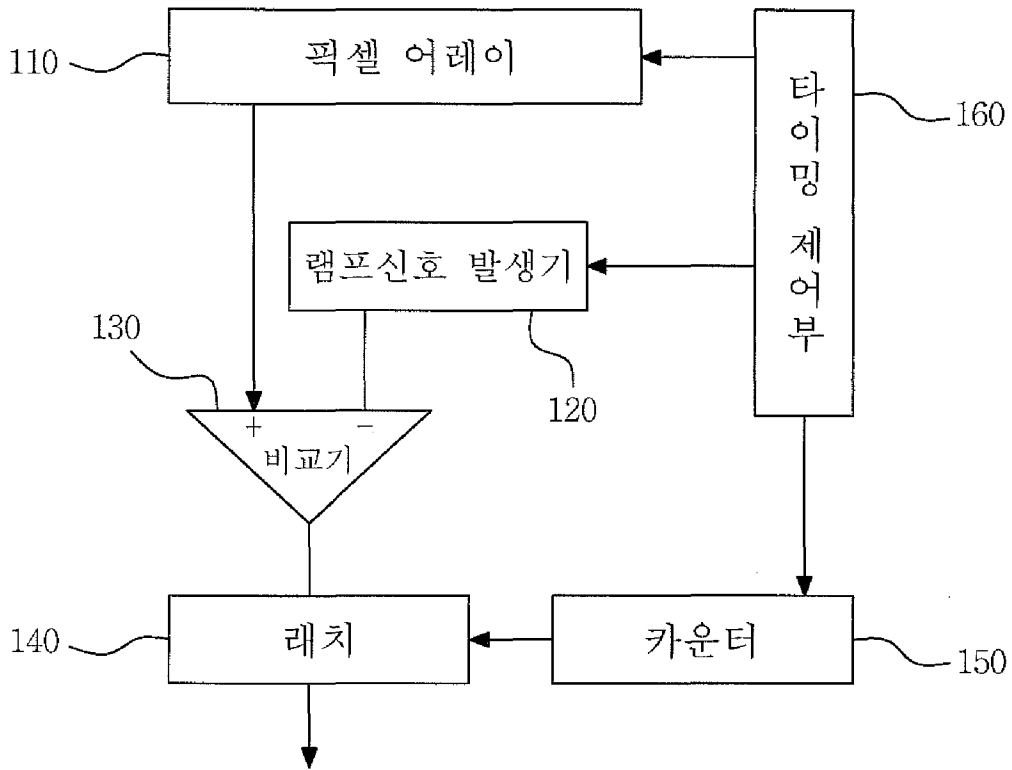 110
픽셀 어레이
타이밍 제어부
160
램프신호 발생기
120
130
+
-
비교기
140
래치
카운터
150